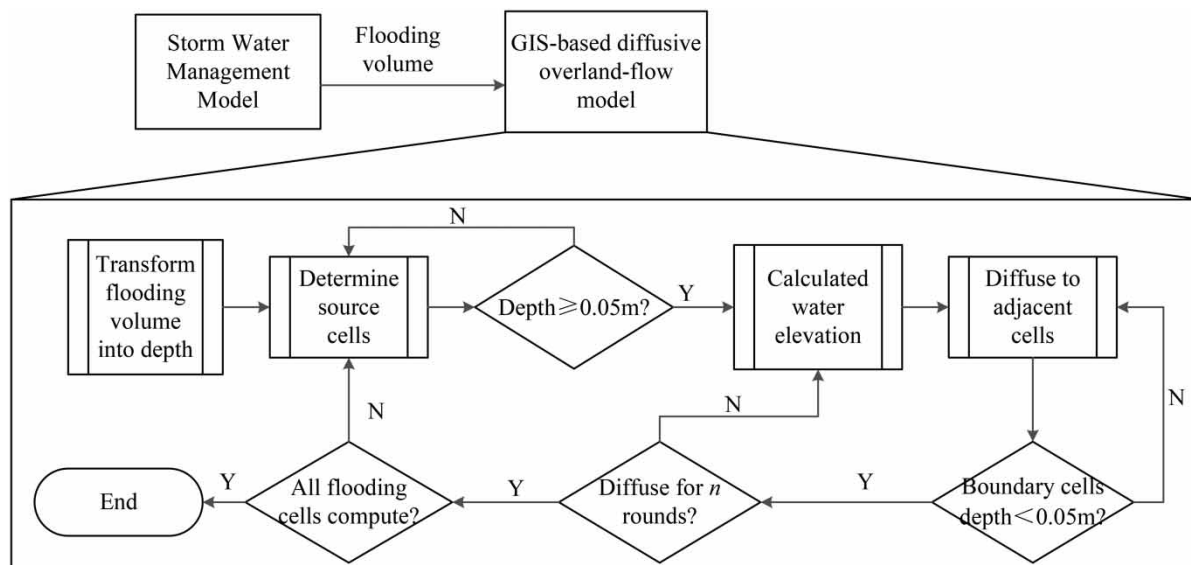 Storm Water
Management
Model
Flooding
volume
GIS-based diffusive
overland-flow
model
N
Transform
flooding
volume
into depth
Determine
source
cells
Depth≥0.05m?
Y
Calculated
water
elevation
Diffuse to
adjacent
cells
N
N
N
End
Y
All flooding
cells compute?
Y
Diffuse for n
rounds?
Y
Boundary cells
depth<0.05m?